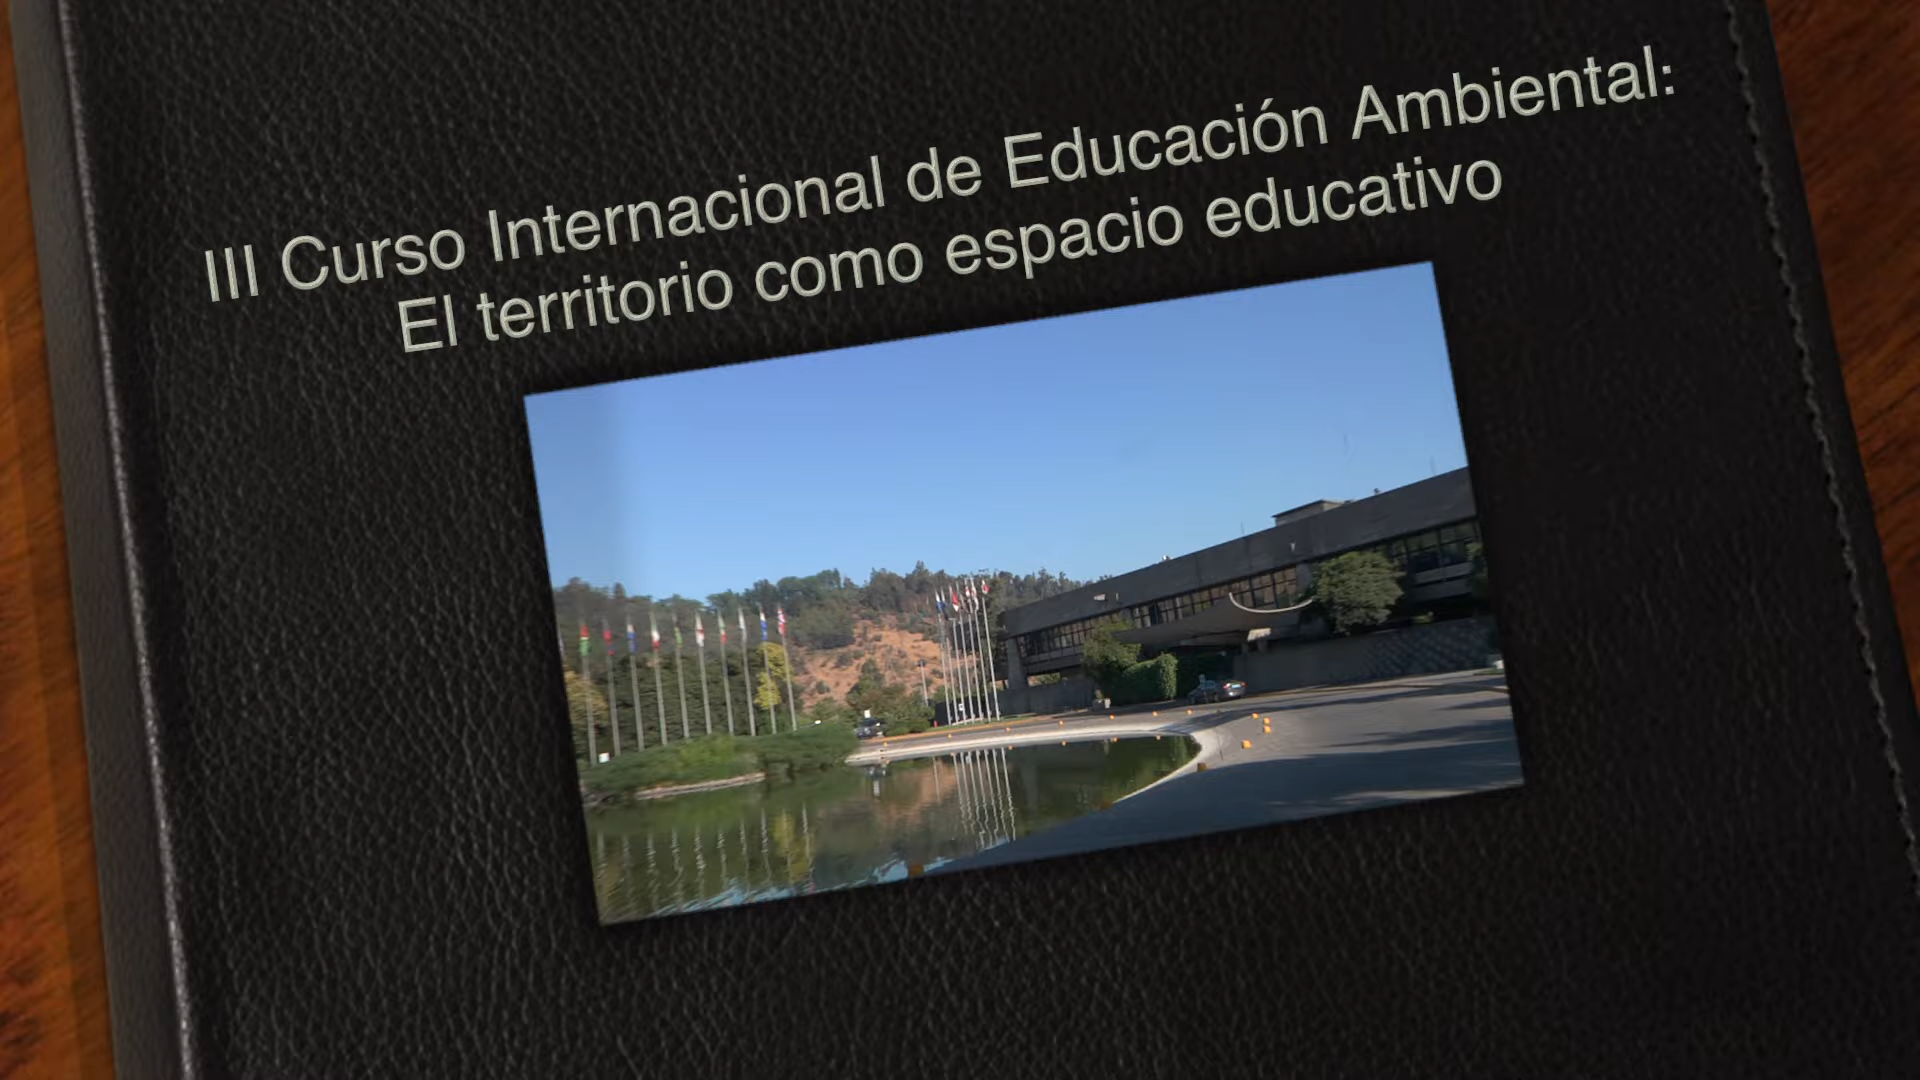 III Curso Internacional de Educación Ambiental:
El territorio como espacio educativo